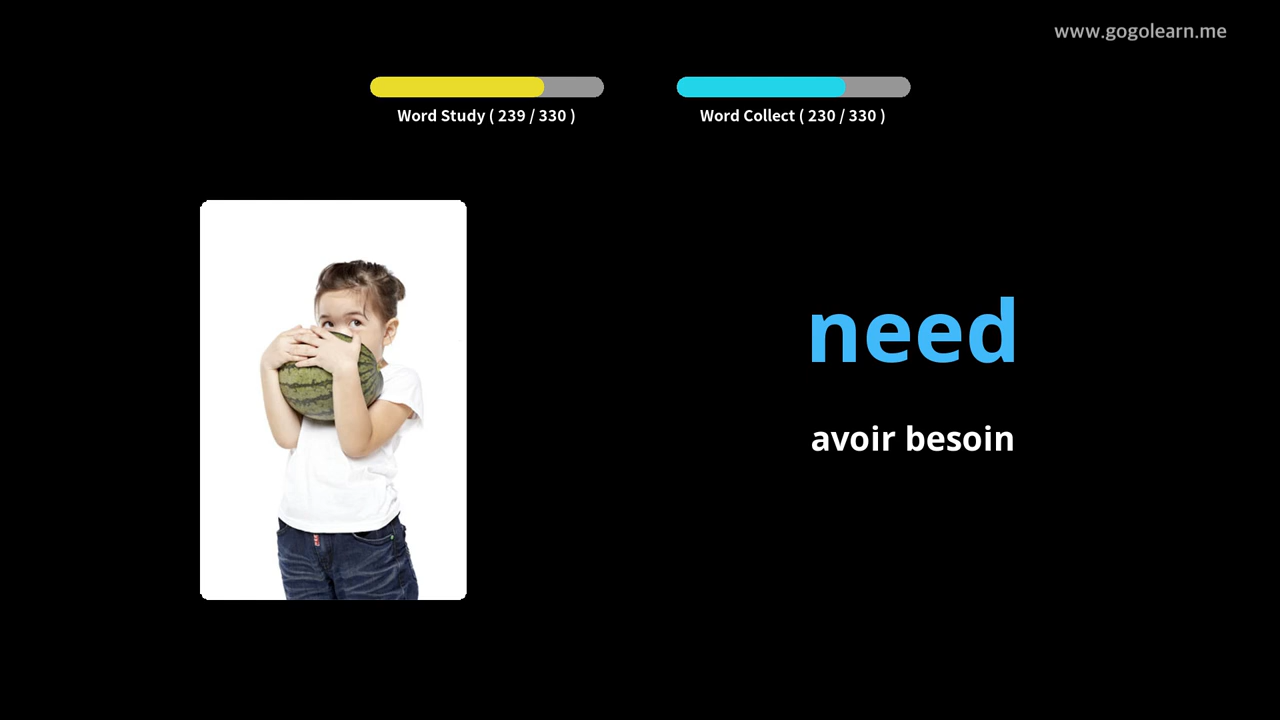 www.gogolearn.me
Word Study ( 239 / 330 )
Word Collect ( 230 / 330 )
need
avoir besoin